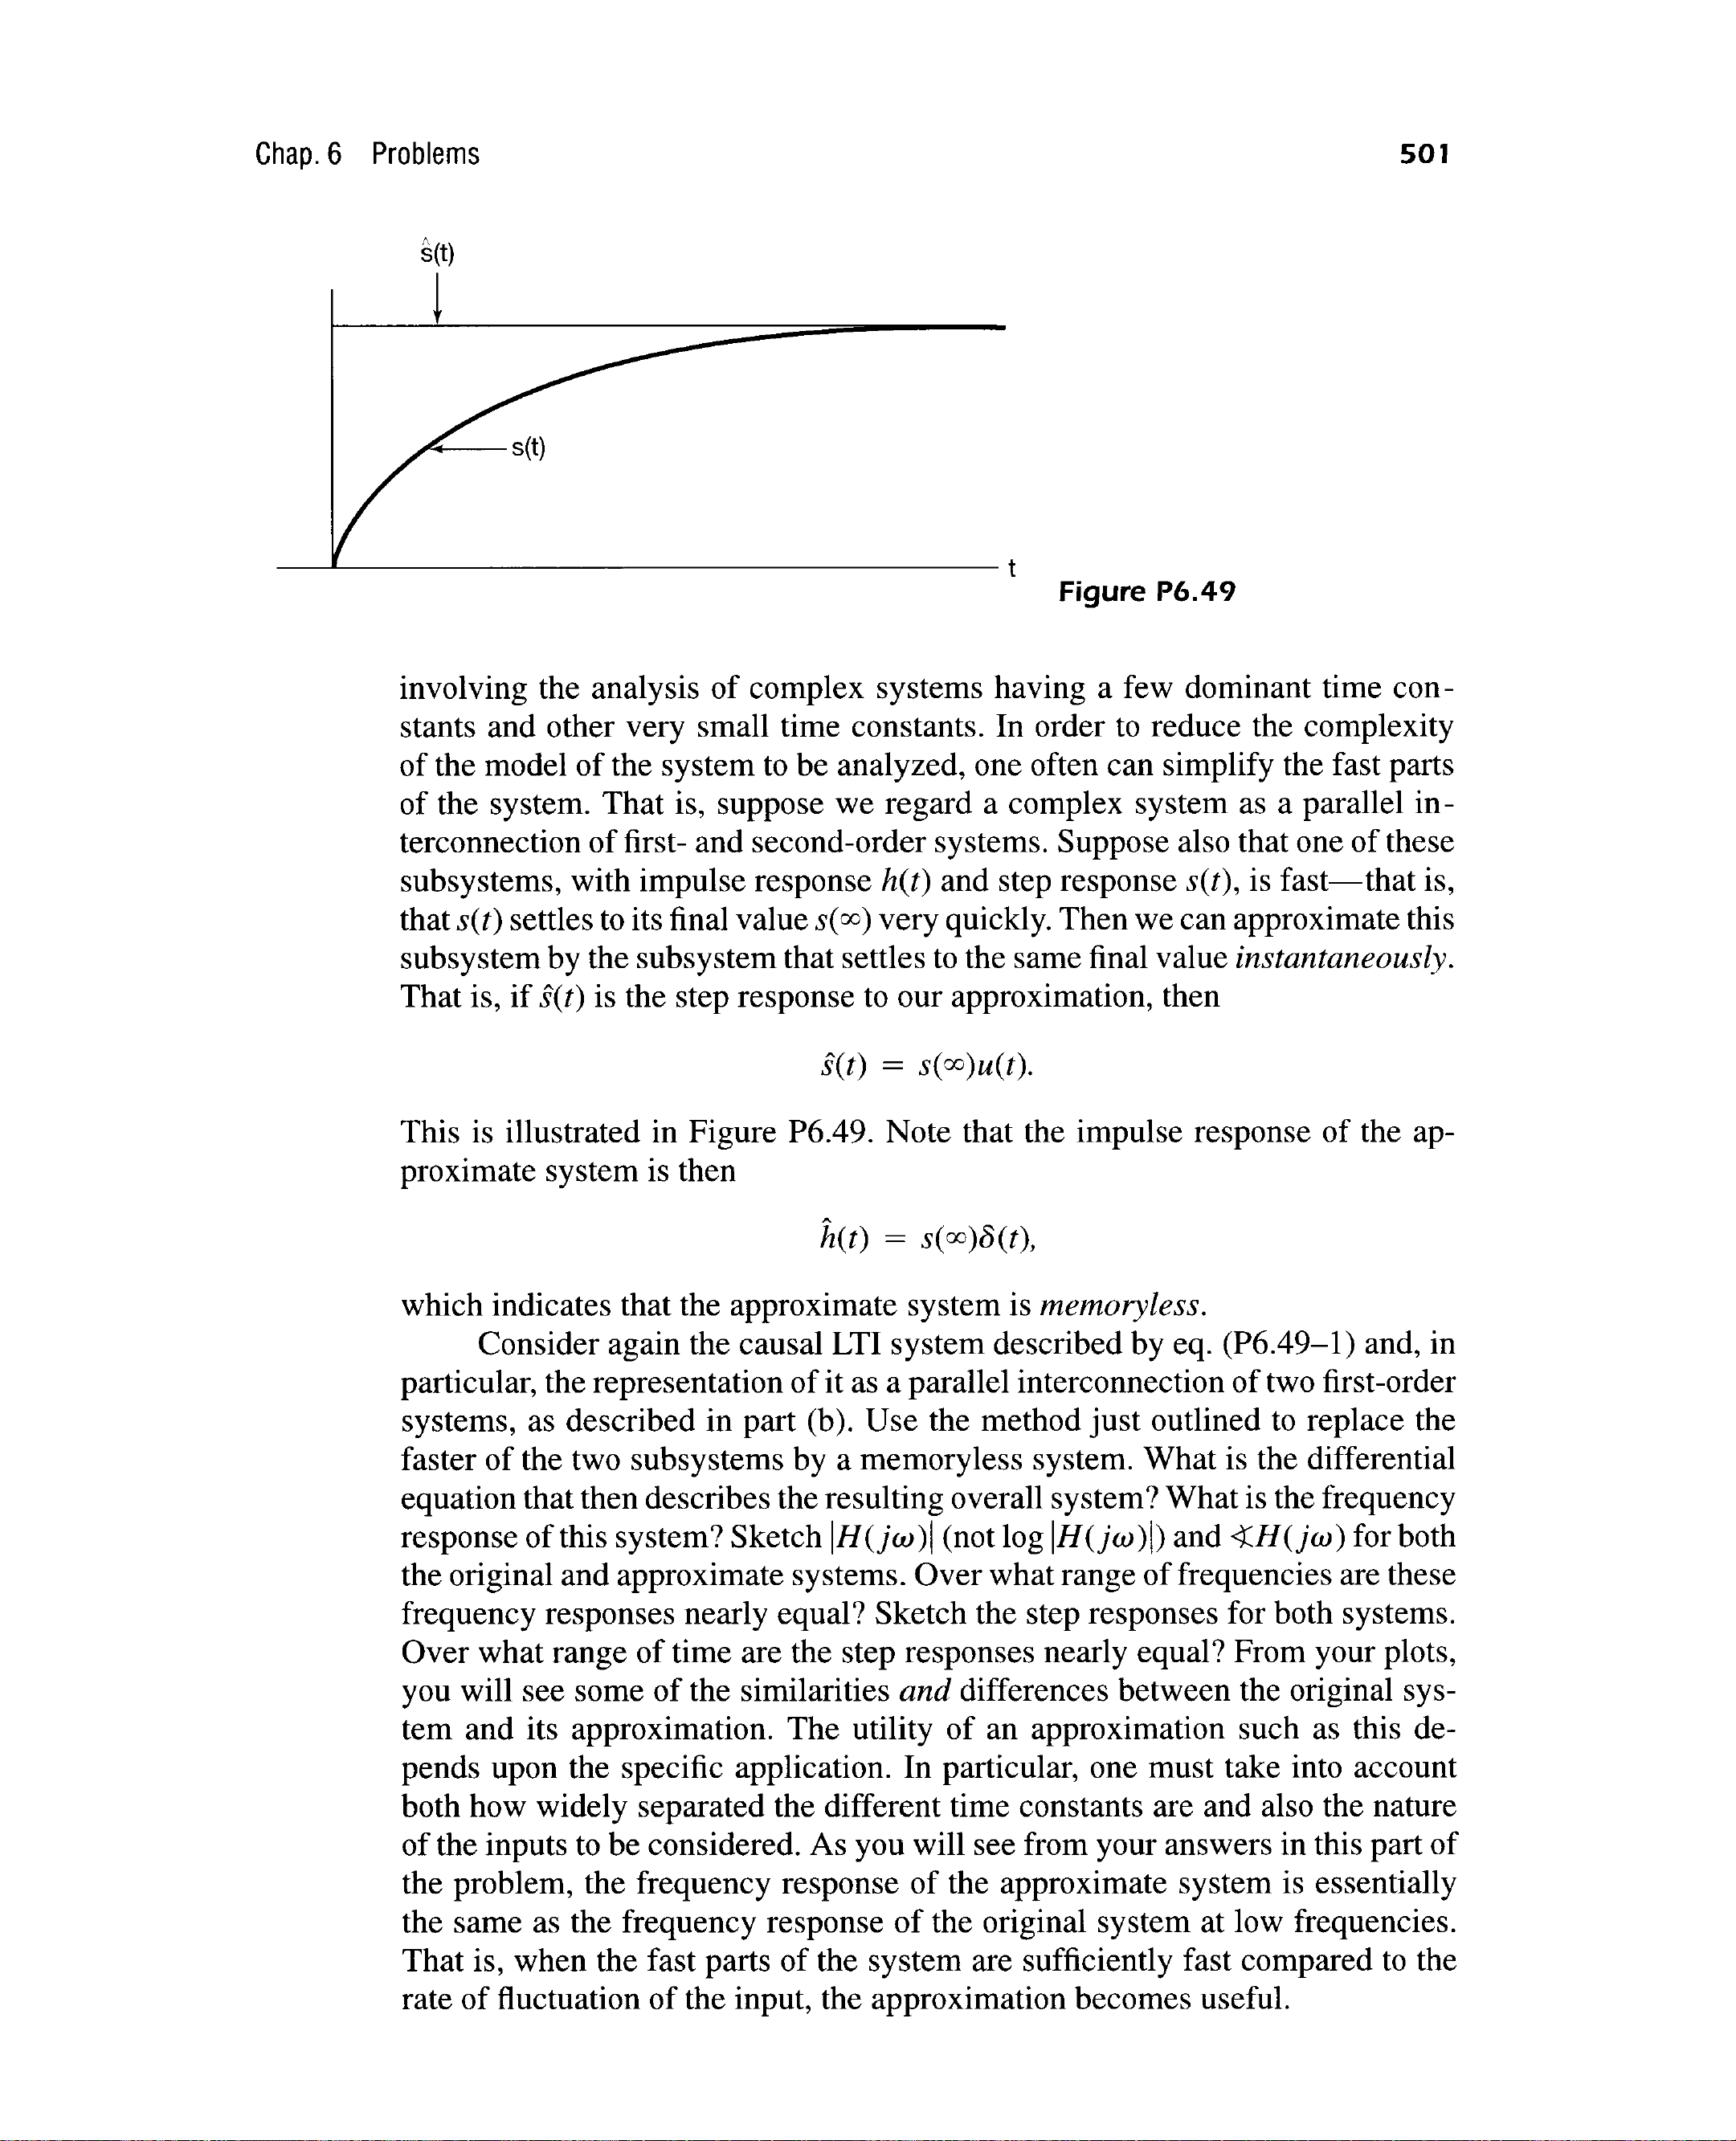 Chap. 6 Problems 501
ŝ(t)
s(t)
t
Figure P6.49
involving the analysis of complex systems having a few dominant time con-
stants and other very small time constants. In order to reduce the complexity
of the model of the system to be analyzed, one often can simplify the fast parts
of the system. That is, suppose we regard a complex system as a parallel in-
terconnection of first- and second-order systems. Suppose also that one of these
subsystems, with impulse response h(t) and step response s(t), is fast—that is,
that s(t) settles to its final value s(∞) very quickly. Then we can approximate this
subsystem by the subsystem that settles to the same final value instantaneously.
That is, if ŝ(t) is the step response to our approximation, then
ŝ(t) = s(∞)u(t).
This is illustrated in Figure P6.49. Note that the impulse response of the ap-
proximate system is then
ĥ(t) = s(∞)δ(t),
which indicates that the approximate system is memoryless.
Consider again the causal LTI system described by eq. (P6.49–1) and, in
particular, the representation of it as a parallel interconnection of two first-order
systems, as described in part (b). Use the method just outlined to replace the
faster of the two subsystems by a memoryless system. What is the differential
equation that then describes the resulting overall system? What is the frequency
response of this system? Sketch |H(jω)| (not log |H(jω)|) and ∢H(jω) for both
the original and approximate systems. Over what range of frequencies are these
frequency responses nearly equal? Sketch the step responses for both systems.
Over what range of time are the step responses nearly equal? From your plots,
you will see some of the similarities and differences between the original sys-
tem and its approximation. The utility of an approximation such as this de-
pends upon the specific application. In particular, one must take into account
both how widely separated the different time constants are and also the nature
of the inputs to be considered. As you will see from your answers in this part of
the problem, the frequency response of the approximate system is essentially
the same as the frequency response of the original system at low frequencies.
That is, when the fast parts of the system are sufficiently fast compared to the
rate of fluctuation of the input, the approximation becomes useful.